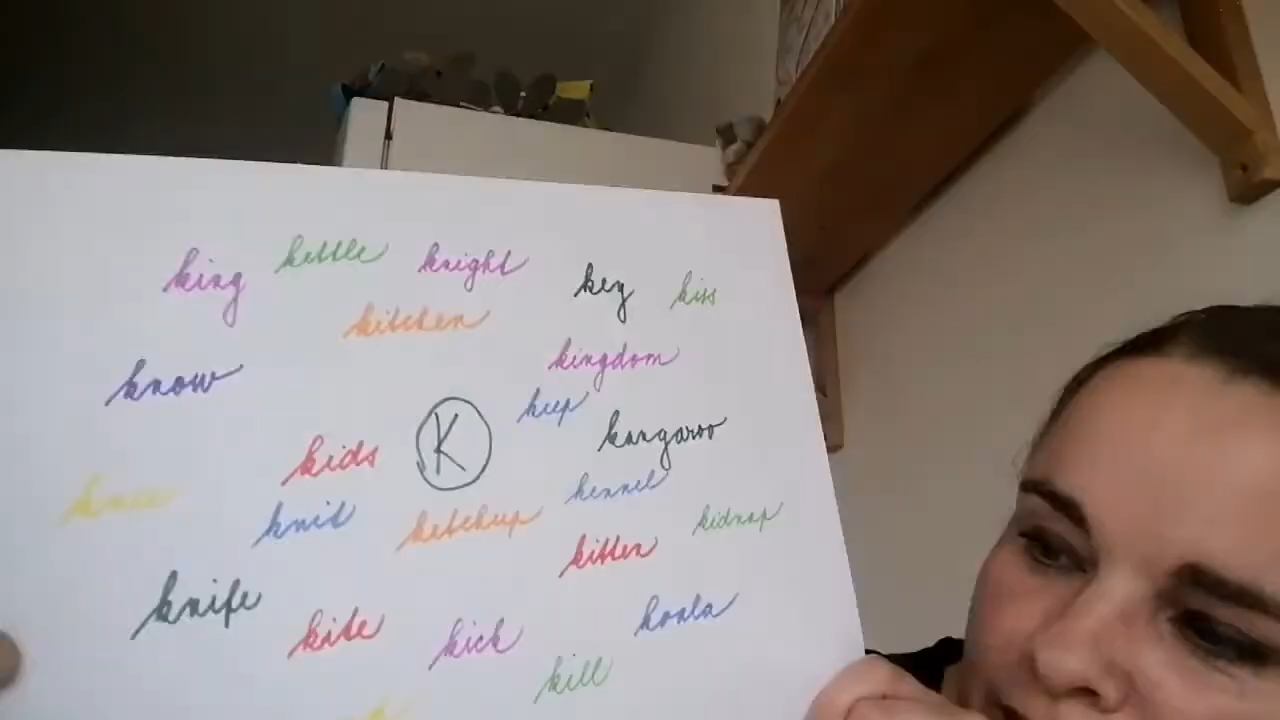 king kettle knight key kiss
kitchen
kingdom
know
keep
K
kids
kangaroo
knee
knit
ketchup
kennel
kidnap
kitten
knife
kite
kick
koala
kill